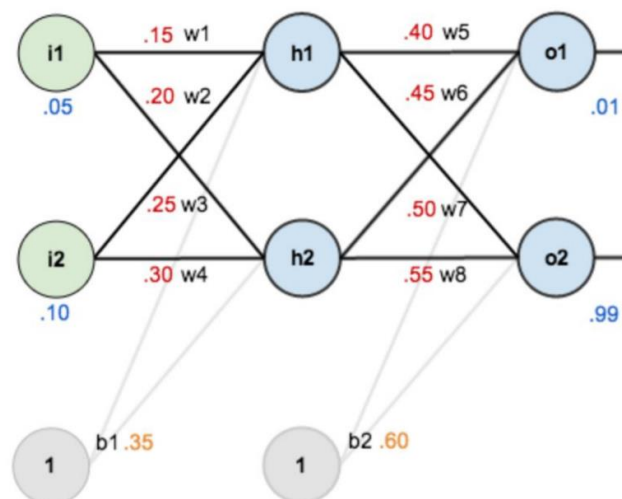 .15 w1
.40 w5
i1
h1
o1
.20 w2
.45 w6
.05
.01
.25 w3
.50 w7
i2
.30 w4
h2
.55 w8
o2
.10
.99
b1 .35
b2 .60
1
1